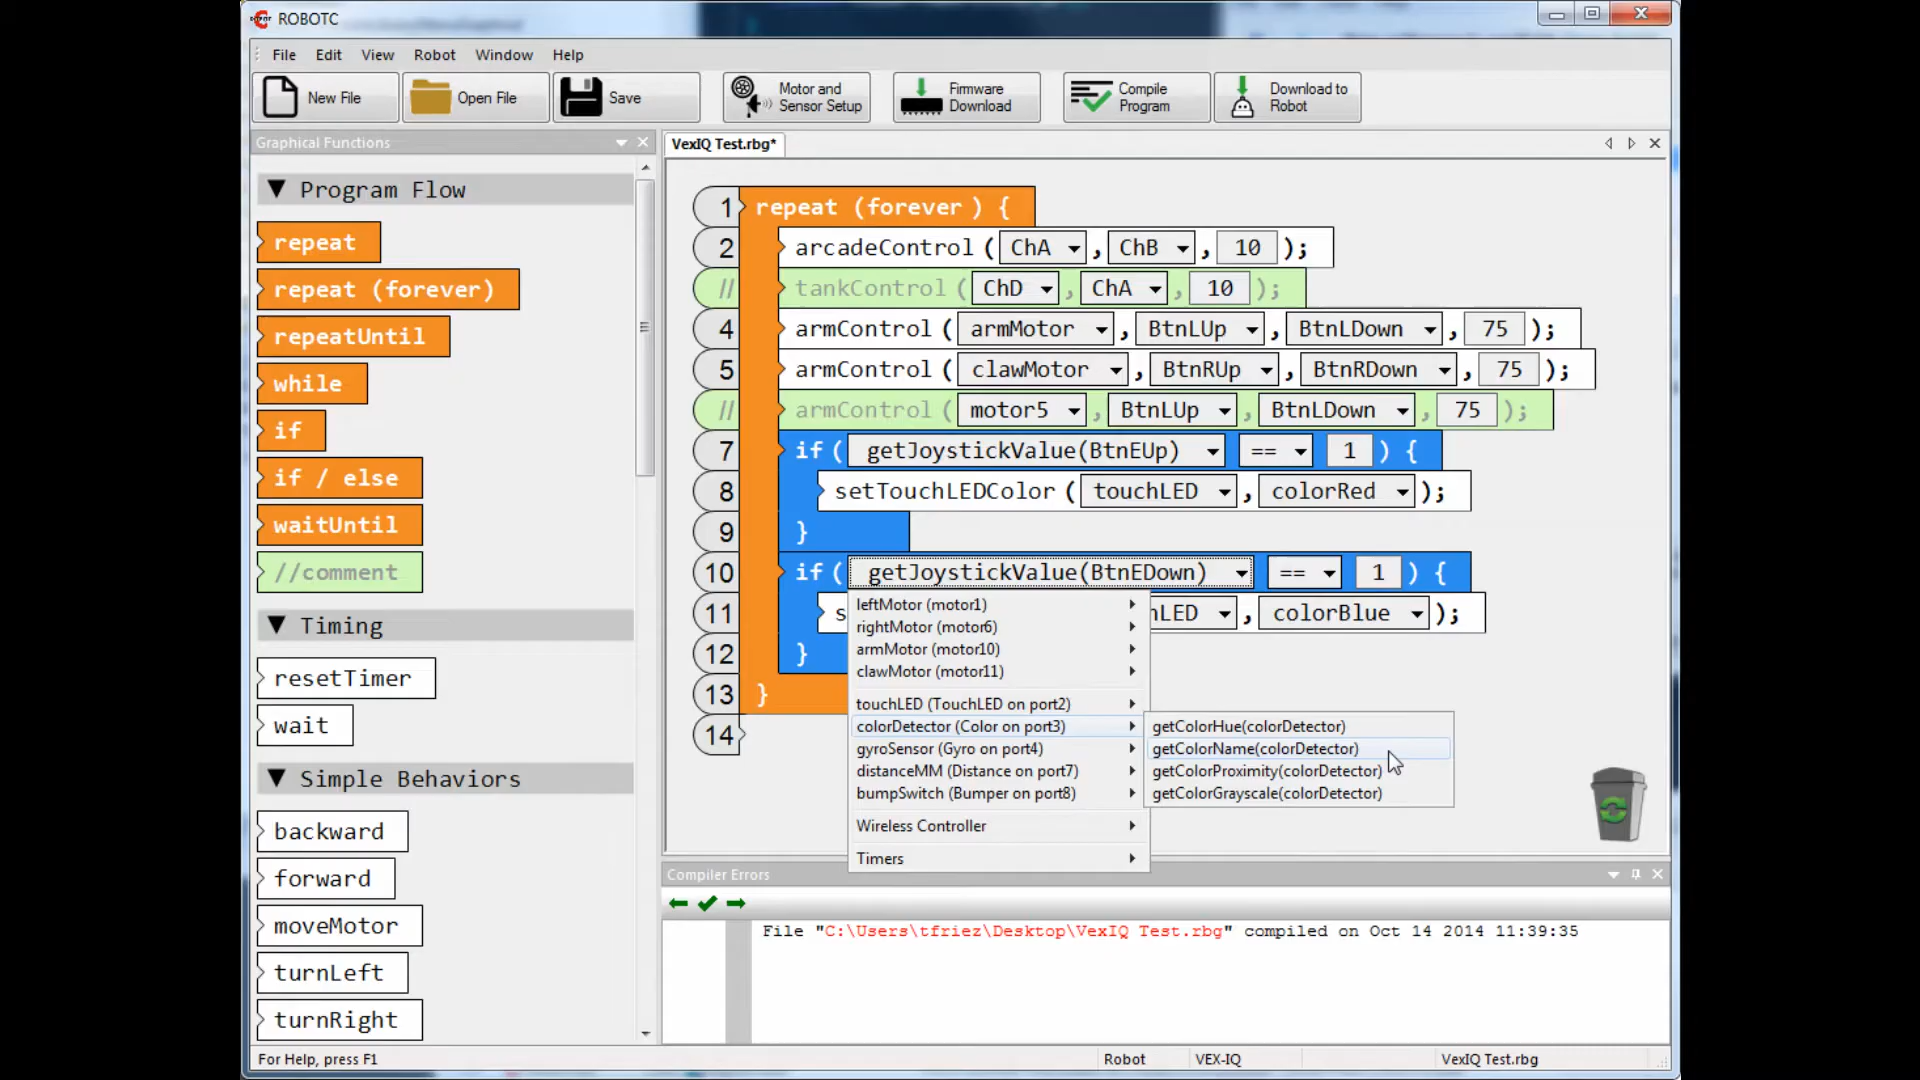 ROBOTC
File Edit View Robot Window Help
New File Open File Save Motor and Sensor Setup Firmware Download Compile Program Download to Robot
Graphical Functions
VexIQ Test.rbg*
Program Flow
repeat
repeat (forever)
repeatUntil
while
if
if / else
waitUntil
//comment
Timing
resetTimer
wait
Simple Behaviors
backward
forward
moveMotor
turnLeft
turnRight
1 repeat (forever ) {
2 arcadeControl ( ChA , ChB , 10 );
// tankControl ( ChD , ChA , 10 );
4 armControl ( armMotor , BtnLUp , BtnLDown , 75 );
5 armControl ( clawMotor , BtnRUp , BtnRDown , 75 );
// armControl ( motor5 , BtnLUp , BtnLDown , 75 );
7 if ( getJoystickValue(BtnEUp) == 1 ) {
8 setTouchLEDColor ( touchLED , colorRed );
9 }
10 if ( getJoystickValue(BtnEDown) == 1 ) {
11 s hLED , colorBlue );
12 }
13 }
14
leftMotor (motor1)
rightMotor (motor6)
armMotor (motor10)
clawMotor (motor11)
touchLED (TouchLED on port2)
colorDetector (Color on port3)
gyroSensor (Gyro on port4)
distanceMM (Distance on port7)
bumpSwitch (Bumper on port8)
Wireless Controller
Timers
getColorHue(colorDetector)
getColorName(colorDetector)
getColorProximity(colorDetector)
getColorGrayscale(colorDetector)
Compiler Errors
File "C:\Users\tfriez\Desktop\VexIQ Test.rbg" compiled on Oct 14 2014 11:39:35
For Help, press F1 Robot VEX-IQ VexIQ Test.rbg